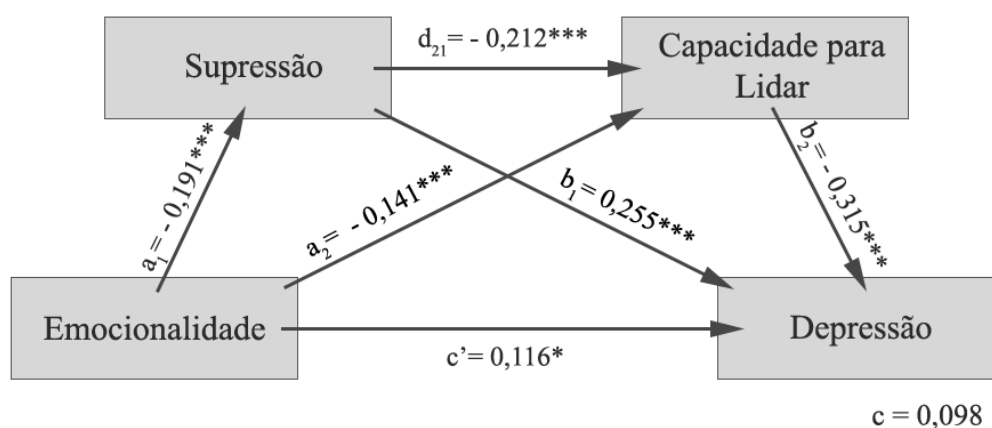 d21= - 0,212***
Supressão
Capacidade para
Lidar
a1= - 0,191***
a2= - 0,141***
b1= 0,255***
b2= - 0,315***
Emocionalidade
c’= 0,116*
Depressão
c = 0,098